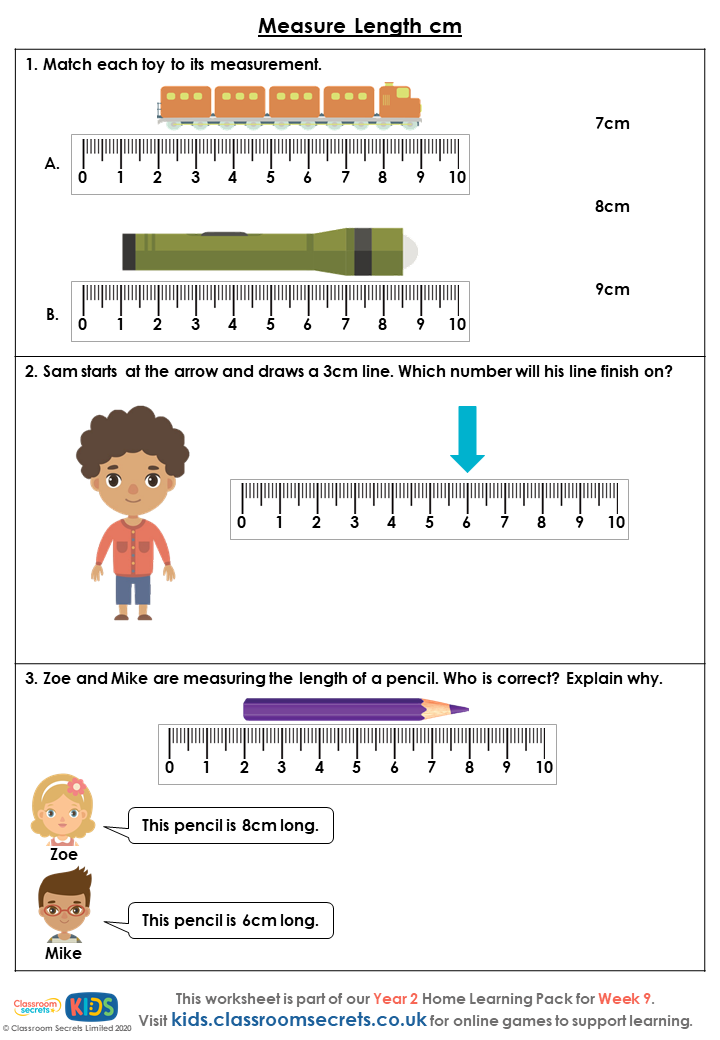 Measure Length cm
1. Match each toy to its measurement.
7cm
A.
0 1 2 3 4 5 6 7 8 9 10
8cm
9cm
B.
0 1 2 3 4 5 6 7 8 9 10
2. Sam starts at the arrow and draws a 3cm line. Which number will his line finish on?
0 1 2 3 4 5 6 7 8 9 10
3. Zoe and Mike are measuring the length of a pencil. Who is correct? Explain why.
0 1 2 3 4 5 6 7 8 9 10
This pencil is 8cm long.
Zoe
This pencil is 6cm long.
Mike
Classroom
secrets
KIDS
© Classroom Secrets Limited 2020
This worksheet is part of our Year 2 Home Learning Pack for Week 9.
Visit kids.classroomsecrets.co.uk for online games to support learning.